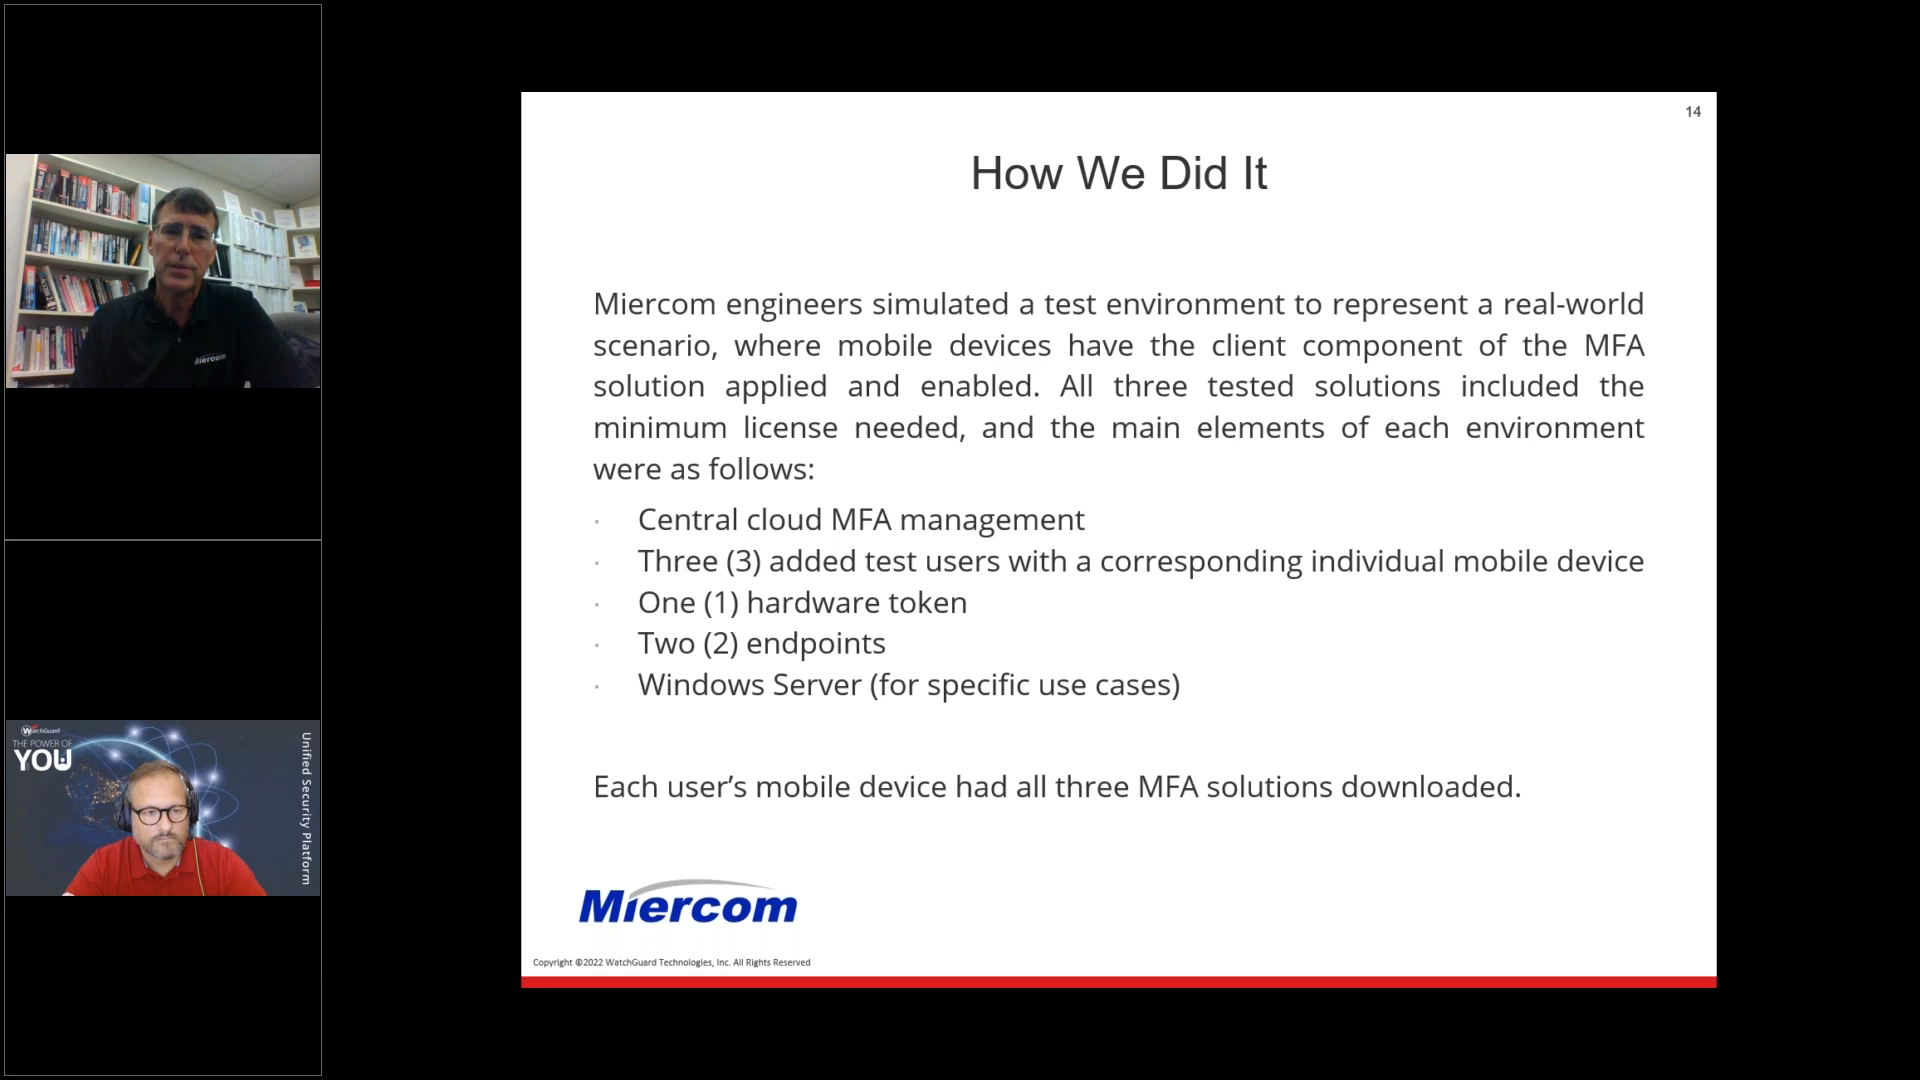 14
How We Did It
Miercom engineers simulated a test environment to represent a real-world
scenario, where mobile devices have the client component of the MFA
solution applied and enabled. All three tested solutions included the
minimum license needed, and the main elements of each environment
were as follows:
· Central cloud MFA management
· Three (3) added test users with a corresponding individual mobile device
· One (1) hardware token
· Two (2) endpoints
· Windows Server (for specific use cases)
Each user’s mobile device had all three MFA solutions downloaded.
Miercom
Copyright ©2022 WatchGuard Technologies, Inc. All Rights Reserved
Miercom
WatchGuard
THE POWER OF
YOU
Unified Security Platform